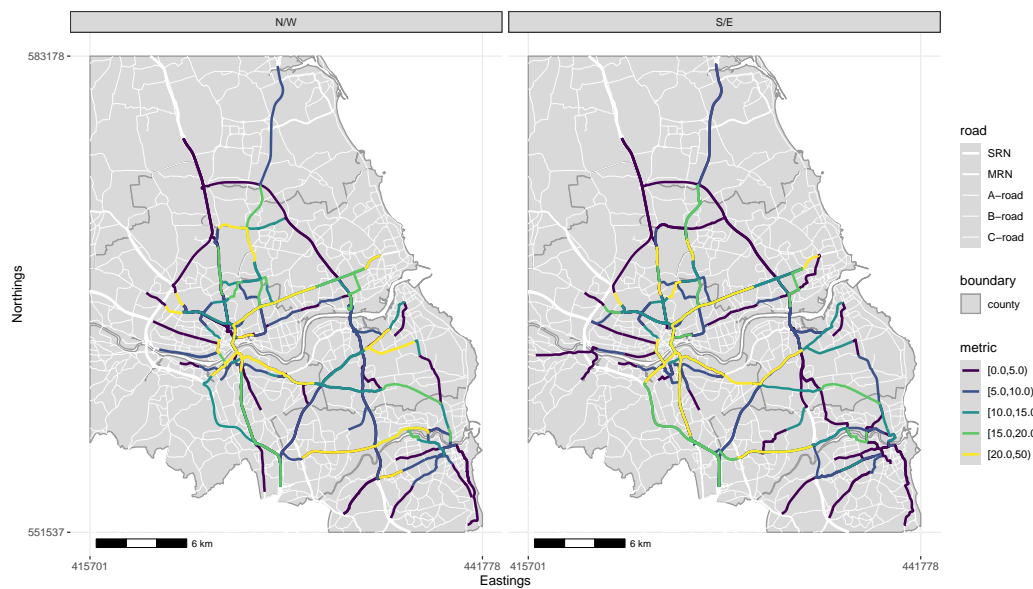 N/W
S/E
583178
Northings
551537
6 km
6 km
415701
441778
415701
441778
Eastings
road
SRN
MRN
A−road
B−road
C−road
boundary
county
metric
[0.0,5.0)
[5.0,10.0)
[10.0,15.0
[15.0,20.0
[20.0,50)